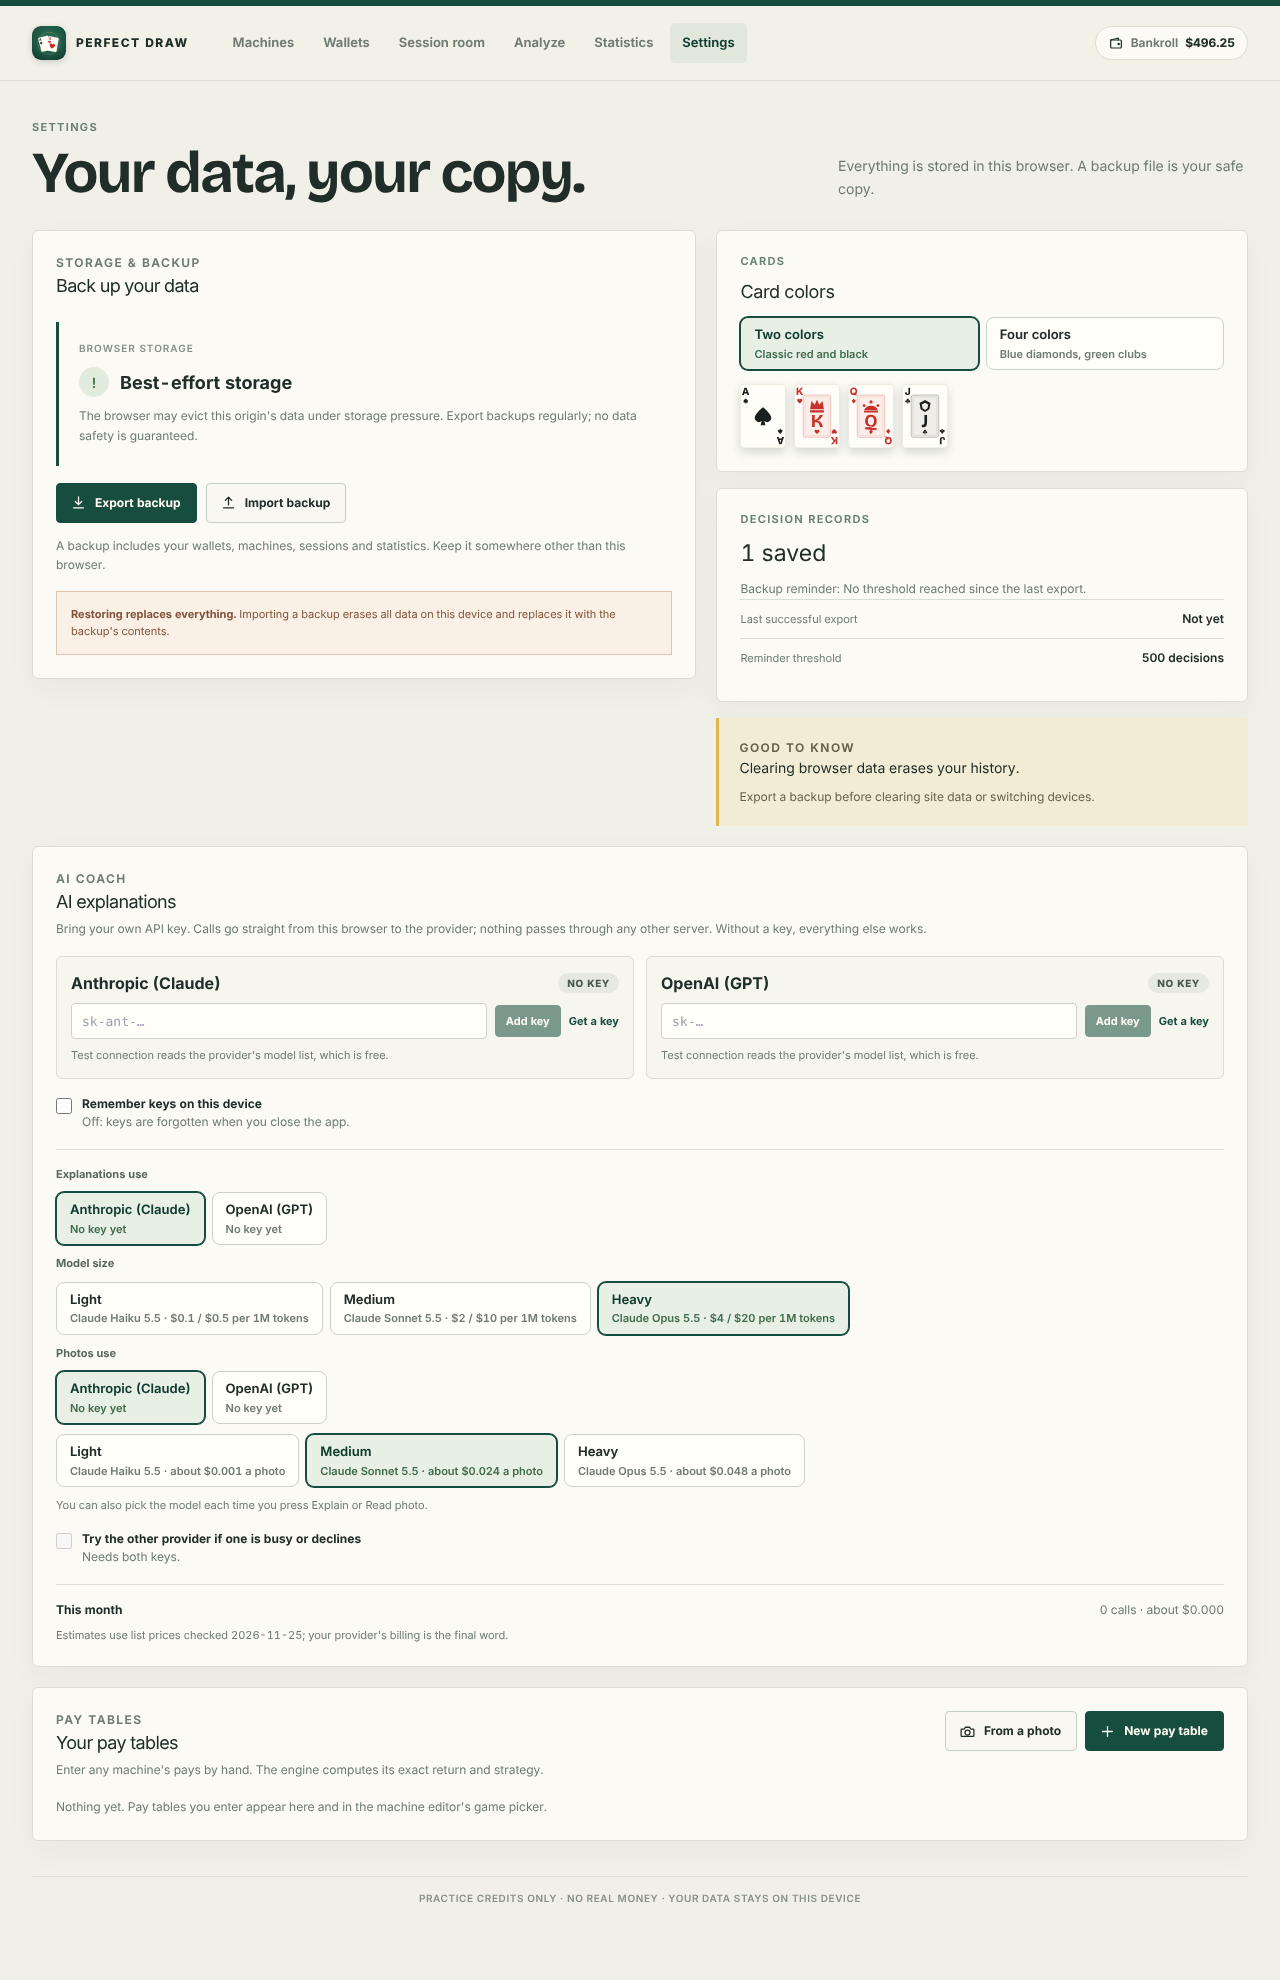 PERFECT DRAW
Machines
Wallets
Session room
Analyze
Statistics
Settings
Bankroll $496.25
SETTINGS
Your data, your copy.
Everything is stored in this browser. A backup file is your safe
copy.
STORAGE & BACKUP
Back up your data
BROWSER STORAGE
!
Best-effort storage
The browser may evict this origin's data under storage pressure. Export backups regularly; no data
safety is guaranteed.
Export backup
Import backup
A backup includes your wallets, machines, sessions and statistics. Keep it somewhere other than this
browser.
Restoring replaces everything. Importing a backup erases all data on this device and replaces it with the
backup's contents.
CARDS
Card colors
Two colors
Classic red and black
Four colors
Blue diamonds, green clubs
A
A
K
K
K
Q
Q
Q
J
J
J
DECISION RECORDS
1 saved
Backup reminder: No threshold reached since the last export.
Last successful export
Not yet
Reminder threshold
500 decisions
GOOD TO KNOW
Clearing browser data erases your history.
Export a backup before clearing site data or switching devices.
AI COACH
AI explanations
Bring your own API key. Calls go straight from this browser to the provider; nothing passes through any other server. Without a key, everything else works.
Anthropic (Claude)
NO KEY
sk-ant-…
Add key
Get a key
Test connection reads the provider's model list, which is free.
OpenAI (GPT)
NO KEY
sk-…
Add key
Get a key
Test connection reads the provider's model list, which is free.
Remember keys on this device
Off: keys are forgotten when you close the app.
Explanations use
Anthropic (Claude)
No key yet
OpenAI (GPT)
No key yet
Model size
Light
Claude Haiku 5.5 · $0.1 / $0.5 per 1M tokens
Medium
Claude Sonnet 5.5 · $2 / $10 per 1M tokens
Heavy
Claude Opus 5.5 · $4 / $20 per 1M tokens
Photos use
Anthropic (Claude)
No key yet
OpenAI (GPT)
No key yet
Light
Claude Haiku 5.5 · about $0.001 a photo
Medium
Claude Sonnet 5.5 · about $0.024 a photo
Heavy
Claude Opus 5.5 · about $0.048 a photo
You can also pick the model each time you press Explain or Read photo.
Try the other provider if one is busy or declines
Needs both keys.
This month
0 calls · about $0.000
Estimates use list prices checked 2026-11-25; your provider's billing is the final word.
PAY TABLES
Your pay tables
From a photo
New pay table
Enter any machine's pays by hand. The engine computes its exact return and strategy.
Nothing yet. Pay tables you enter appear here and in the machine editor's game picker.
PRACTICE CREDITS ONLY · NO REAL MONEY · YOUR DATA STAYS ON THIS DEVICE